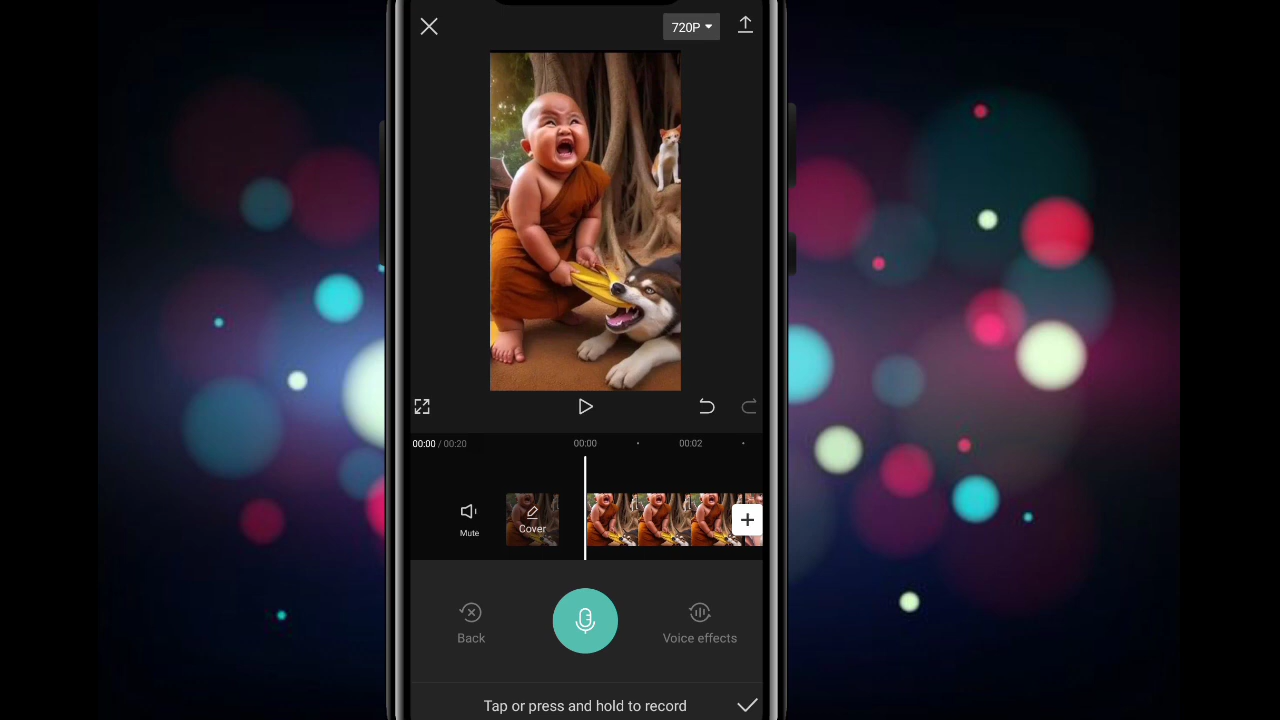 720P
00:00 / 00:20
00:00
00:02
Mute
Cover
Back
Voice effects
Tap or press and hold to record